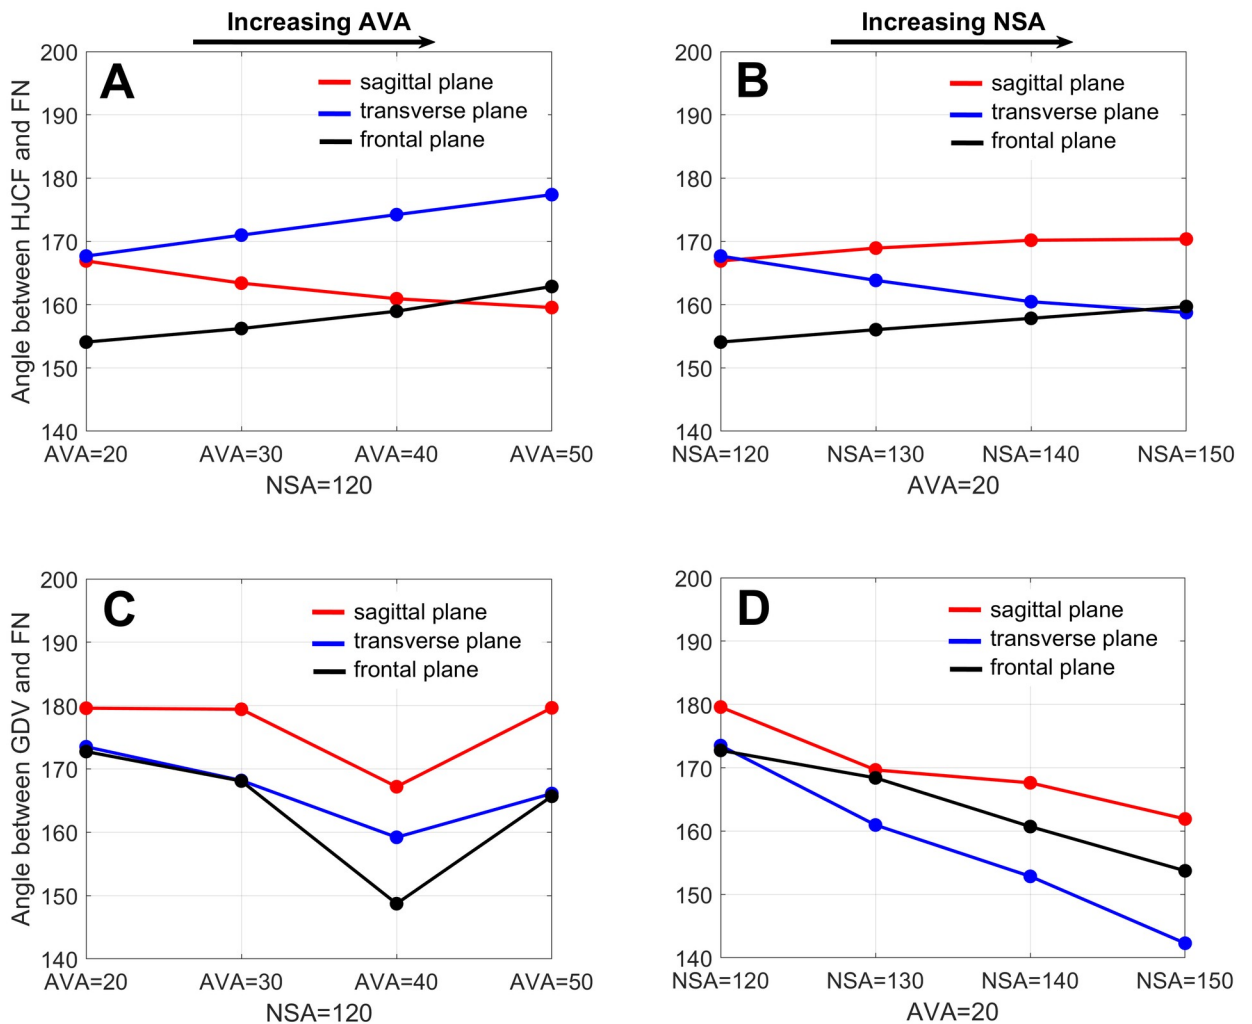 Increasing AVA
Increasing NSA
A
sagittal plane
transverse plane
frontal plane
Angle between HJCF and FN
200
190
180
170
160
150
140
AVA=20 AVA=30 AVA=40 AVA=50
NSA=120
B
sagittal plane
transverse plane
frontal plane
200
190
180
170
160
150
140
NSA=120 NSA=130 NSA=140 NSA=150
AVA=20
C
sagittal plane
transverse plane
frontal plane
Angle between GDV and FN
200
190
180
170
160
150
140
AVA=20 AVA=30 AVA=40 AVA=50
NSA=120
D
sagittal plane
transverse plane
frontal plane
200
190
180
170
160
150
140
NSA=120 NSA=130 NSA=140 NSA=150
AVA=20